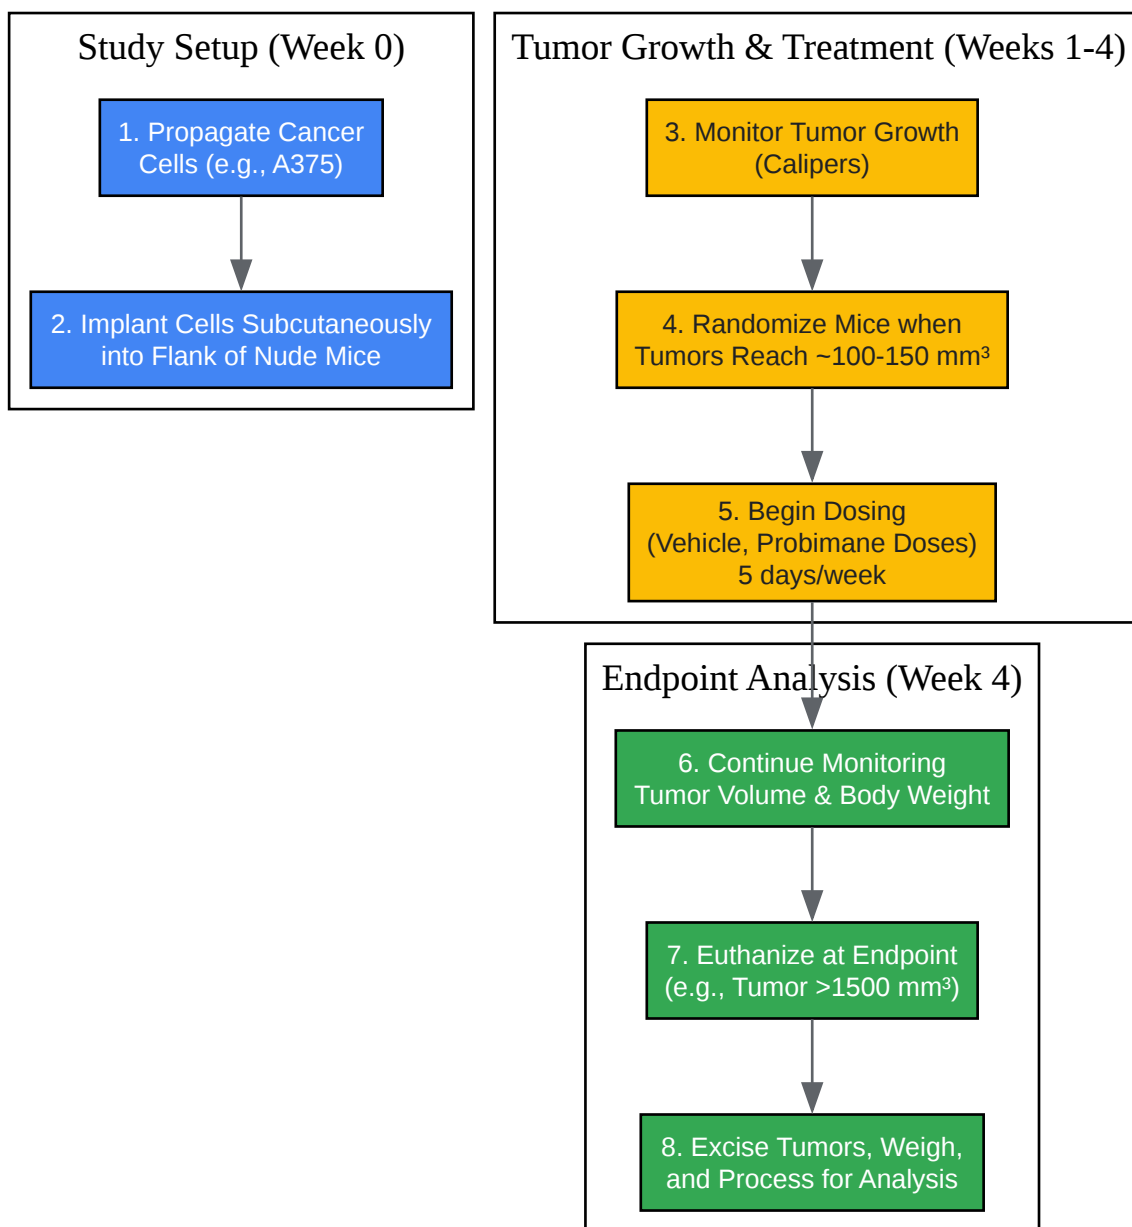 Study Setup (Week 0)
1. Propagate Cancer
Cells (e.g., A375)
2. Implant Cells Subcutaneously
into Flank of Nude Mice
Tumor Growth & Treatment (Weeks 1-4)
3. Monitor Tumor Growth
(Calipers)
4. Randomize Mice when
Tumors Reach ~100-150 mm³
5. Begin Dosing
(Vehicle, Probimane Doses)
5 days/week
Endpoint Analysis (Week 4)
6. Continue Monitoring
Tumor Volume & Body Weight
7. Euthanize at Endpoint
(e.g., Tumor >1500 mm³)
8. Excise Tumors, Weigh,
and Process for Analysis